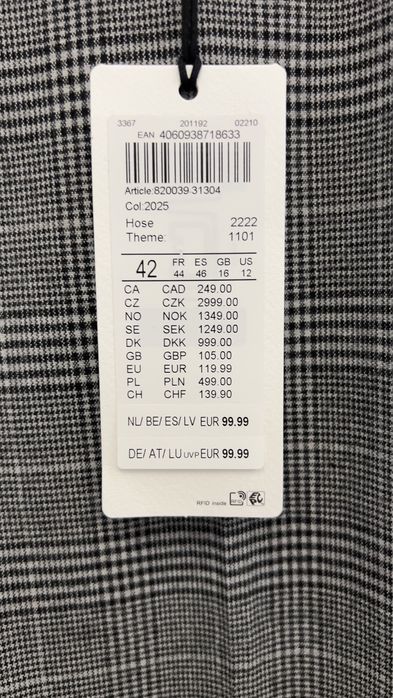 3367 201192 02210
EAN 4060938718633
Article:820039 31304
Col:2025
Hose 2222
Theme: 1101
42 FR 44 ES 46 GB 16 US 12
CA CAD 249.00
CZ CZK 2999.00
NO NOK 1349.00
SE SEK 1249.00
DK DKK 999.00
GB GBP 105.00
EU EUR 119.99
PL PLN 499.00
CH CHF 139.90
NL/ BE/ ES/ LV EUR 99.99
DE/ AT/ LU UVP EUR 99.99
RFID inside